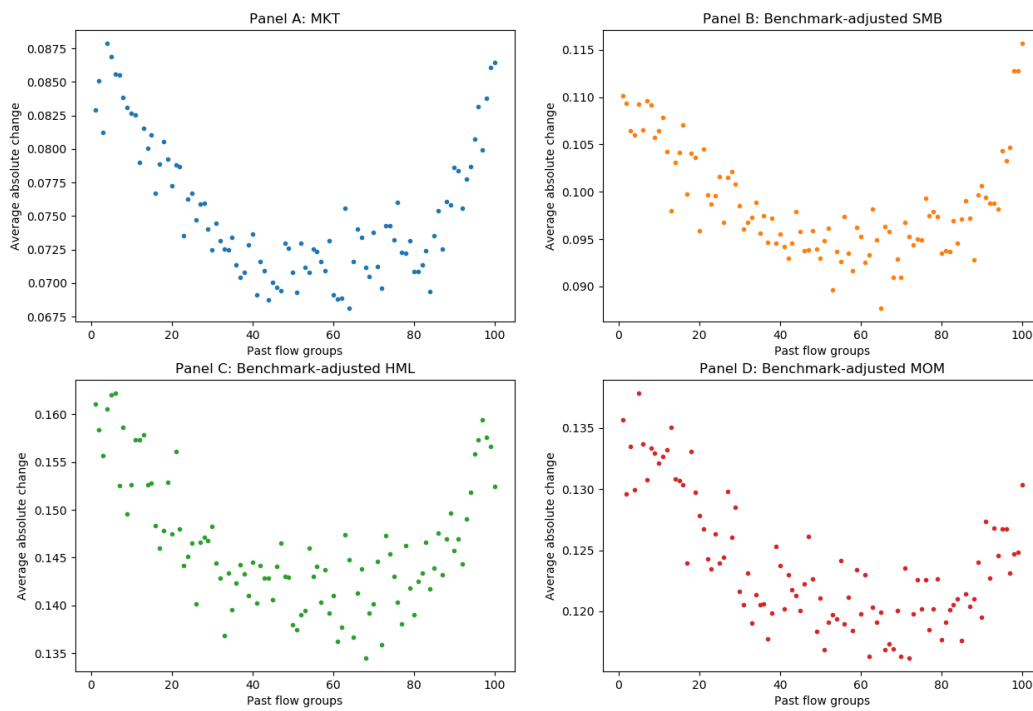 Panel A: MKT
0.0875
0.0850
0.0825
0.0800
0.0775
0.0750
0.0725
0.0700
0.0675
Average absolute change
0 20 40 60 80 100
Past flow groups
Panel B: Benchmark-adjusted SMB
0.115
0.110
0.105
0.100
0.095
0.090
Average absolute change
0 20 40 60 80 100
Past flow groups
Panel C: Benchmark-adjusted HML
0.160
0.155
0.150
0.145
0.140
0.135
Average absolute change
0 20 40 60 80 100
Past flow groups
Panel D: Benchmark-adjusted MOM
0.135
0.130
0.125
0.120
Average absolute change
0 20 40 60 80 100
Past flow groups